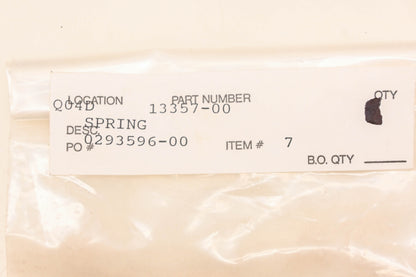 LOCATION PART NUMBER QTY
Q04D 13357-00
SPRING
DESC.
0293596-00 ITEM # 7
PO #
B.O. QTY